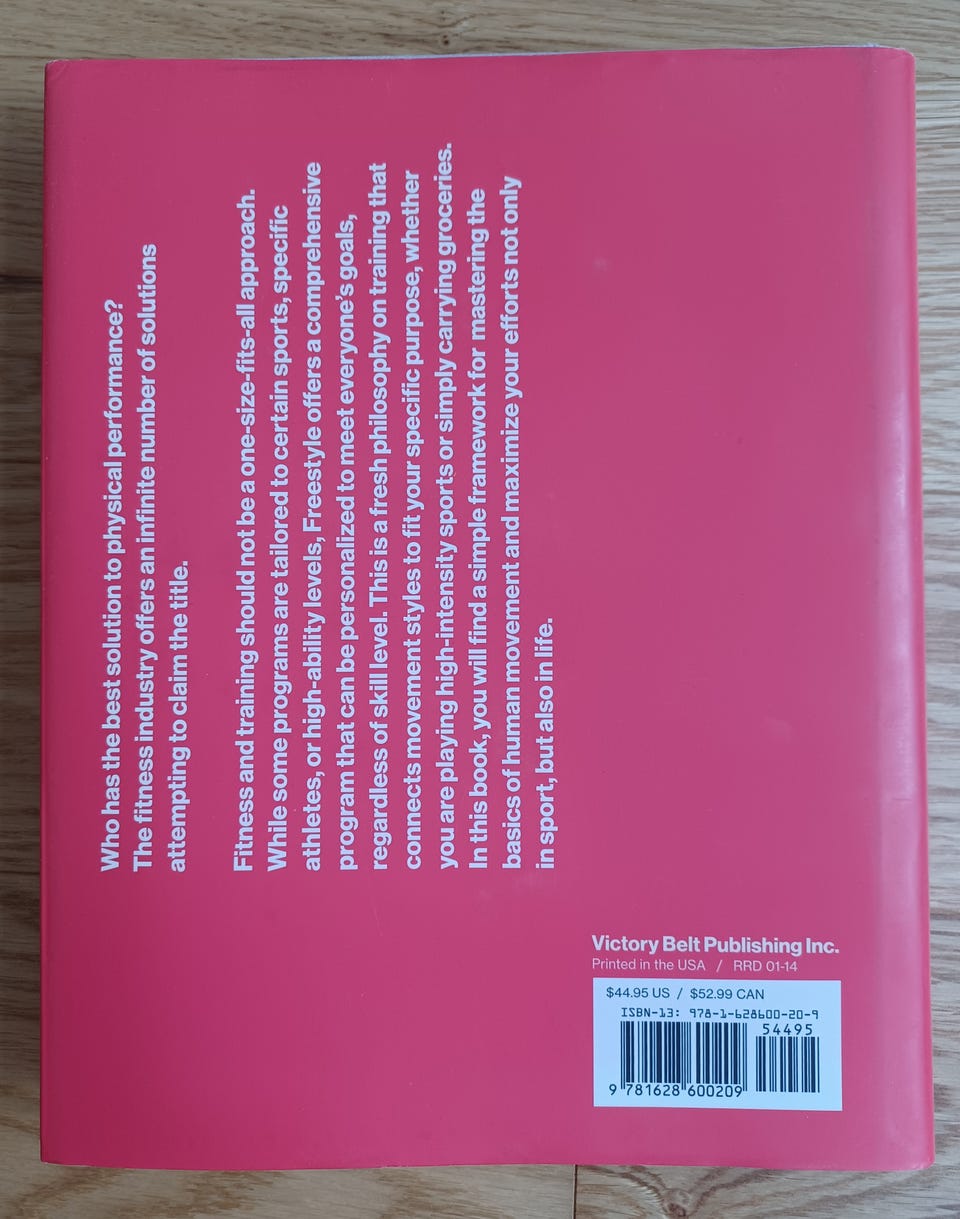 Who has the best solution to physical performance?
The fitness industry offers an infinite number of solutions
attempting to claim the title.
Fitness and training should not be a one-size-fits-all approach.
While some programs are tailored to certain sports, specific
athletes, or high-ability levels, Freestyle offers a comprehensive
program that can be personalized to meet everyone's goals,
regardless of skill level. This is a fresh philosophy on training that
connects movement styles to fit your specific purpose, whether
you are playing high-intensity sports or simply carrying groceries.
In this book, you will find a simple framework for mastering the
basics of human movement and maximize your efforts not only
in sport, but also in life.
Victory Belt Publishing Inc.
Printed in the USA / RRD 01-14
$44.95 US / $52.99 CAN
ISBN-13: 978-1-628600-20-9
54495
9 781628 600209